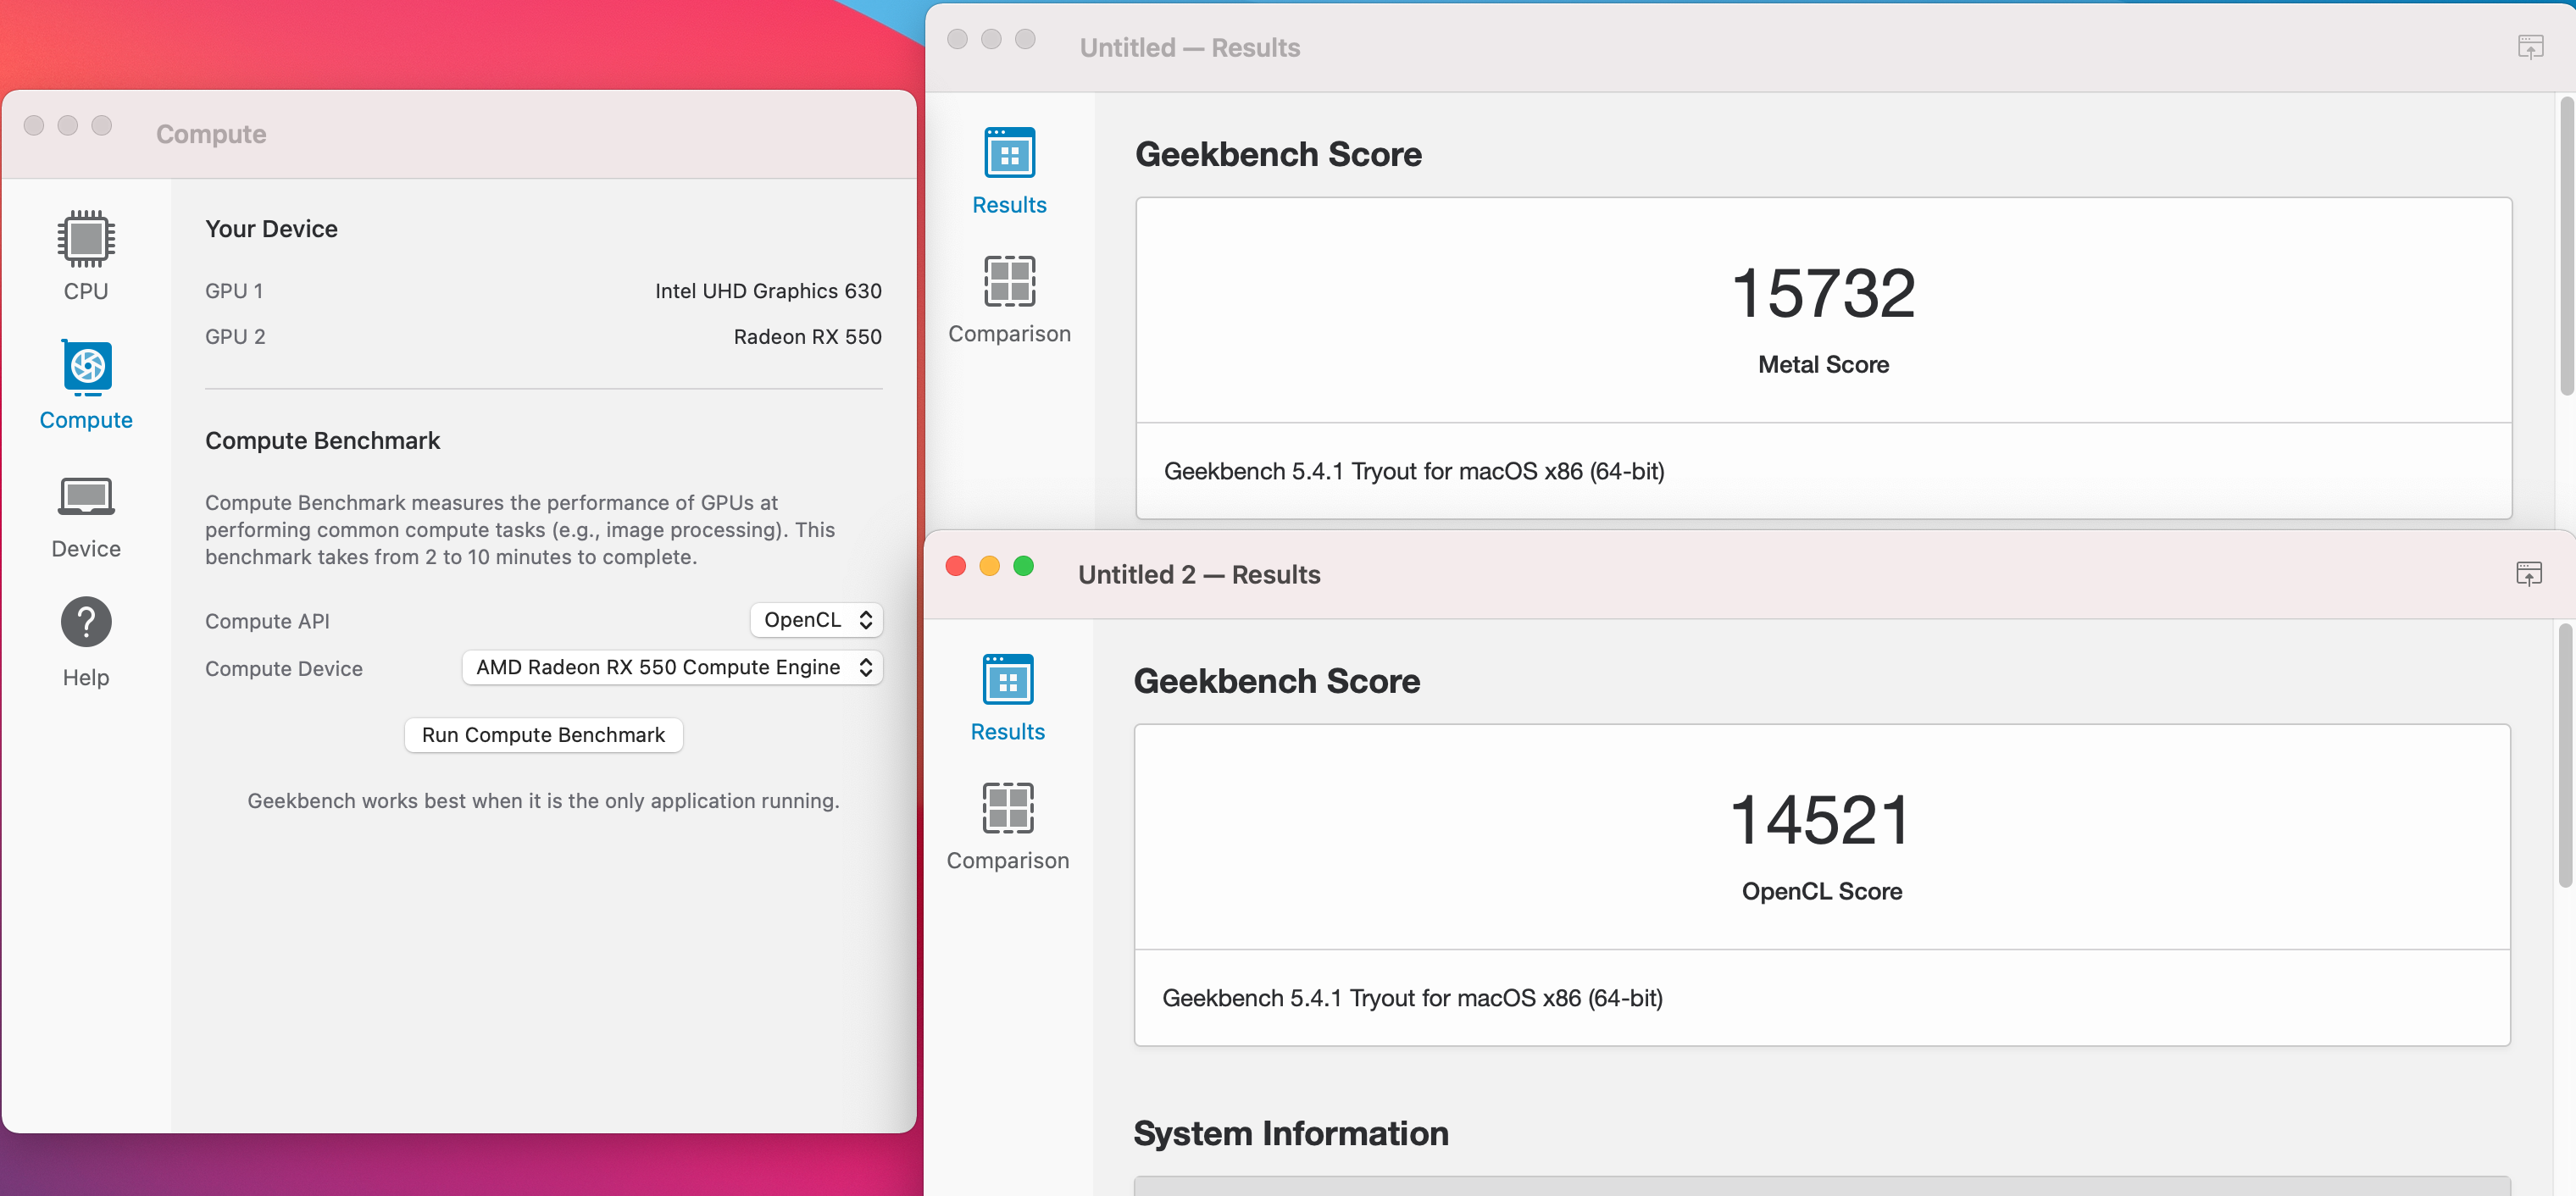 Compute
CPU
Compute
Device
Help
Your Device
GPU 1 Intel UHD Graphics 630
GPU 2 Radeon RX 550
Compute Benchmark
Compute Benchmark measures the performance of GPUs at
performing common compute tasks (e.g., image processing). This
benchmark takes from 2 to 10 minutes to complete.
Compute API OpenCL
Compute Device AMD Radeon RX 550 Compute Engine
Run Compute Benchmark
Geekbench works best when it is the only application running.
Untitled — Results
Results
Comparison
Geekbench Score
15732
Metal Score
Geekbench 5.4.1 Tryout for macOS x86 (64-bit)
Untitled 2 — Results
Results
Comparison
Geekbench Score
14521
OpenCL Score
Geekbench 5.4.1 Tryout for macOS x86 (64-bit)
System Information